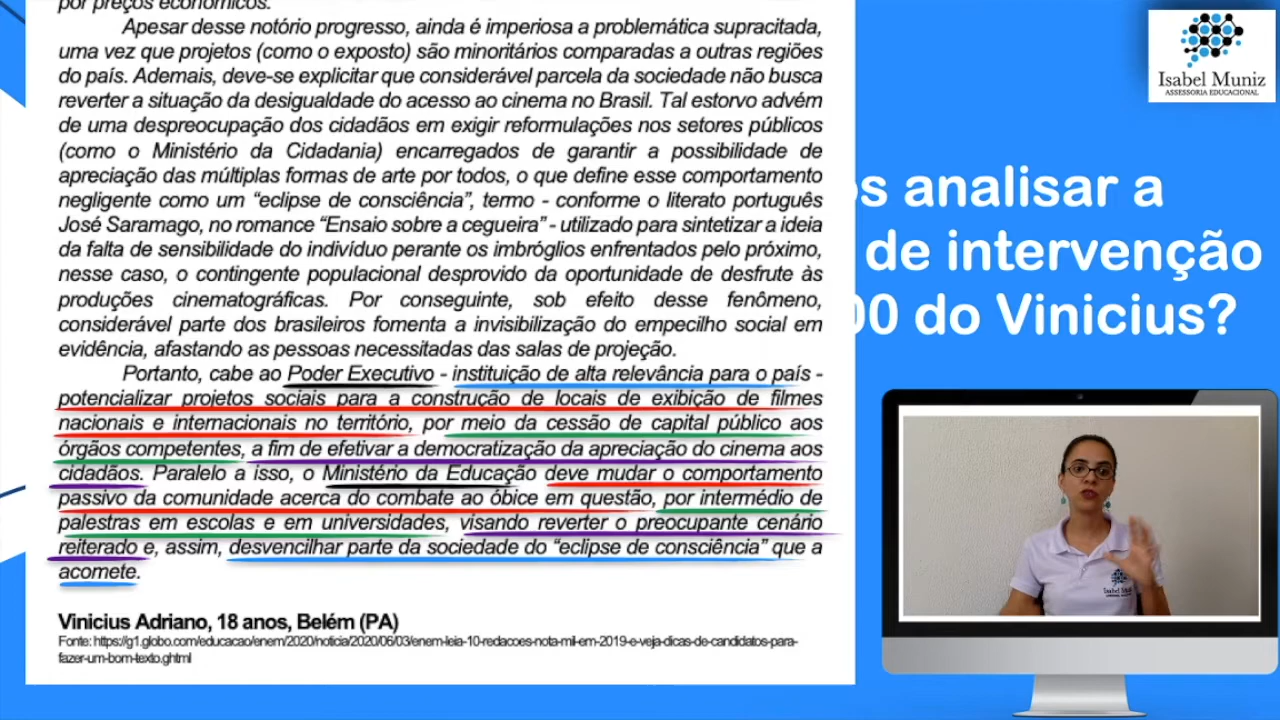 por preços econômicos.
Apesar desse notório progresso, ainda é imperiosa a problemática supracitada,
uma vez que projetos (como o exposto) são minoritários comparadas a outras regiões
do país. Ademais, deve-se explicitar que considerável parcela da sociedade não busca
reverter a situação da desigualdade do acesso ao cinema no Brasil. Tal estorvo advém
de uma despreocupação dos cidadãos em exigir reformulações nos setores públicos
(como o Ministério da Cidadania) encarregados de garantir a possibilidade de
apreciação das múltiplas formas de arte por todos, o que define esse comportamento
negligente como um “eclipse de consciência”, termo - conforme o literato português
José Saramago, no romance “Ensaio sobre a cegueira” - utilizado para sintetizar a ideia
da falta de sensibilidade do indivíduo perante os imbróglios enfrentados pelo próximo,
nesse caso, o contingente populacional desprovido da oportunidade de desfrute às
produções cinematográficas. Por conseguinte, sob efeito desse fenômeno,
considerável parte dos brasileiros fomenta a invisibilização do empecilho social em
evidência, afastando as pessoas necessitadas das salas de projeção.
Portanto, cabe ao Poder Executivo - instituição de alta relevância para o país -
potencializar projetos sociais para a construção de locais de exibição de filmes
nacionais e internacionais no território, por meio da cessão de capital público aos
órgãos competentes, a fim de efetivar a democratização da apreciação do cinema aos
cidadãos. Paralelo a isso, o Ministério da Educação deve mudar o comportamento
passivo da comunidade acerca do combate ao óbice em questão, por intermédio de
palestras em escolas e em universidades, visando reverter o preocupante cenário
reiterado e, assim, desvencilhar parte da sociedade do “eclipse de consciência” que a
acomete.
Vinicius Adriano, 18 anos, Belém (PA)
Fonte: https://g1.globo.com/educacao/enem/2020/noticia/2020/06/03/enem-leia-10-redacoes-nota-mil-em-2019-e-veja-dicas-de-candidatos-para-
fazer-um-bom-texto.ghtml
Isabel Muniz
ASSESSORIA EDUCACIONAL
os analisar a
de intervenção
00 do Vinicius?
Isabel Muniz